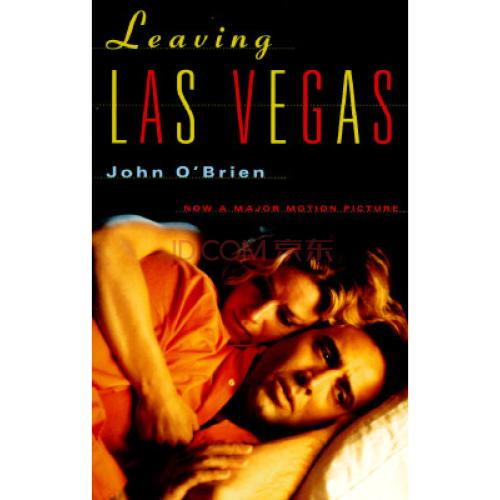 Leaving
LAS VEGAS
John O'Brien
NOW A MAJOR MOTION PICTURE
JD.COM 京东